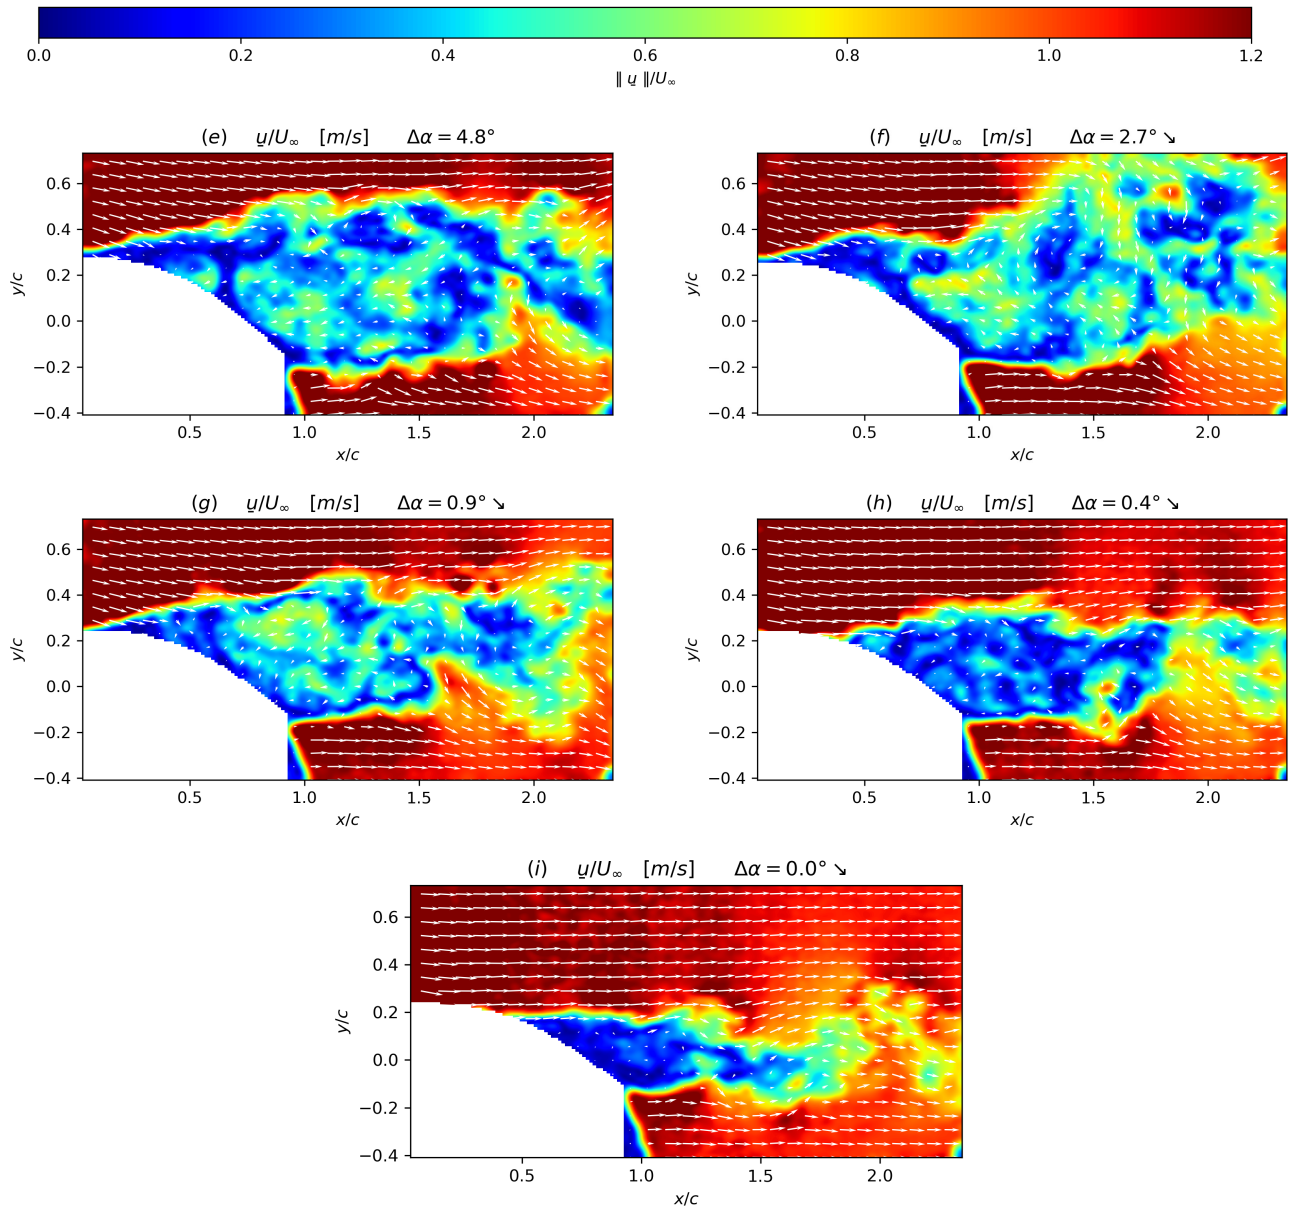 0.0 0.2 0.4 0.6 0.8 1.0 1.2
‖ u̲ ‖/U∞
(e) u̲/U∞ [m/s] Δα = 4.8°
0.6
0.4
0.2
0.0
−0.2
−0.4
y/c
0.5 1.0 1.5 2.0
x/c
(f) u̲/U∞ [m/s] Δα = 2.7° ↘
0.6
0.4
0.2
0.0
−0.2
−0.4
y/c
0.5 1.0 1.5 2.0
x/c
(g) u̲/U∞ [m/s] Δα = 0.9° ↘
0.6
0.4
0.2
0.0
−0.2
−0.4
y/c
0.5 1.0 1.5 2.0
x/c
(h) u̲/U∞ [m/s] Δα = 0.4° ↘
0.6
0.4
0.2
0.0
−0.2
−0.4
y/c
0.5 1.0 1.5 2.0
x/c
(i) u̲/U∞ [m/s] Δα = 0.0° ↘
0.6
0.4
0.2
0.0
−0.2
−0.4
y/c
0.5 1.0 1.5 2.0
x/c